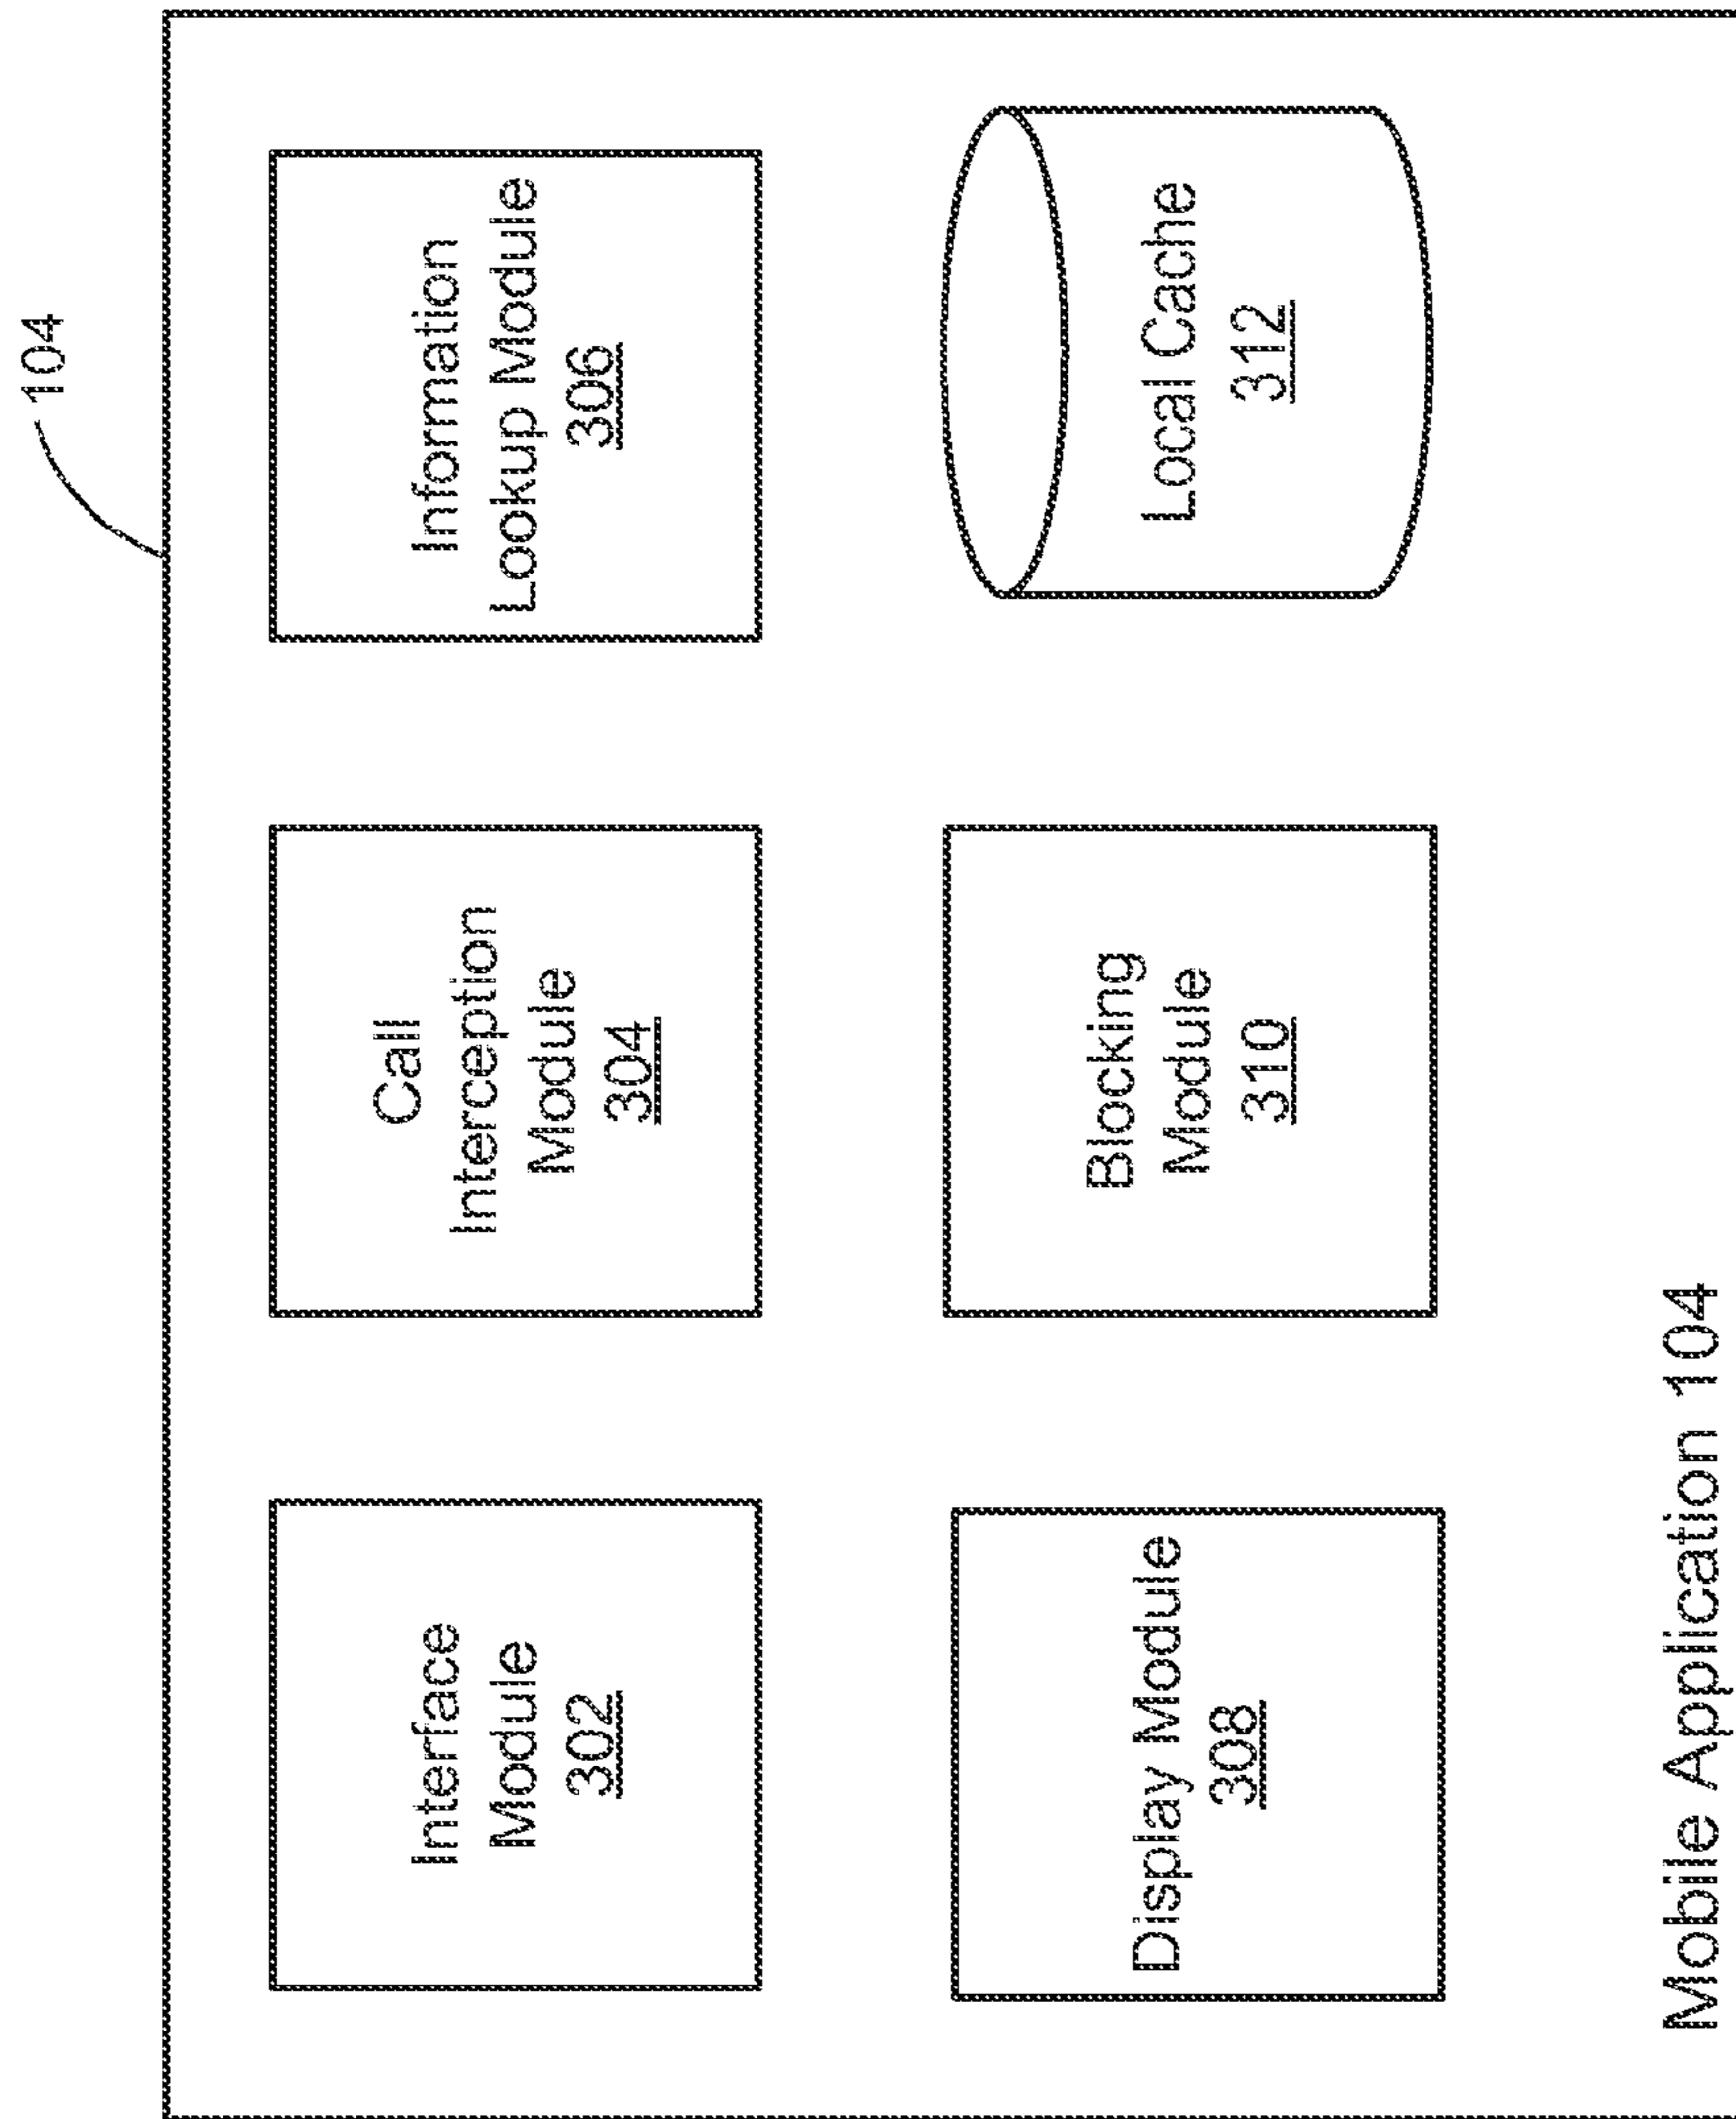 104
Interface
Module
302
Call
Interception
Module
304
Information
Lookup Module
306
Display Module
308
Blocking
Module
310
Local Cache
312
Mobile Application 104